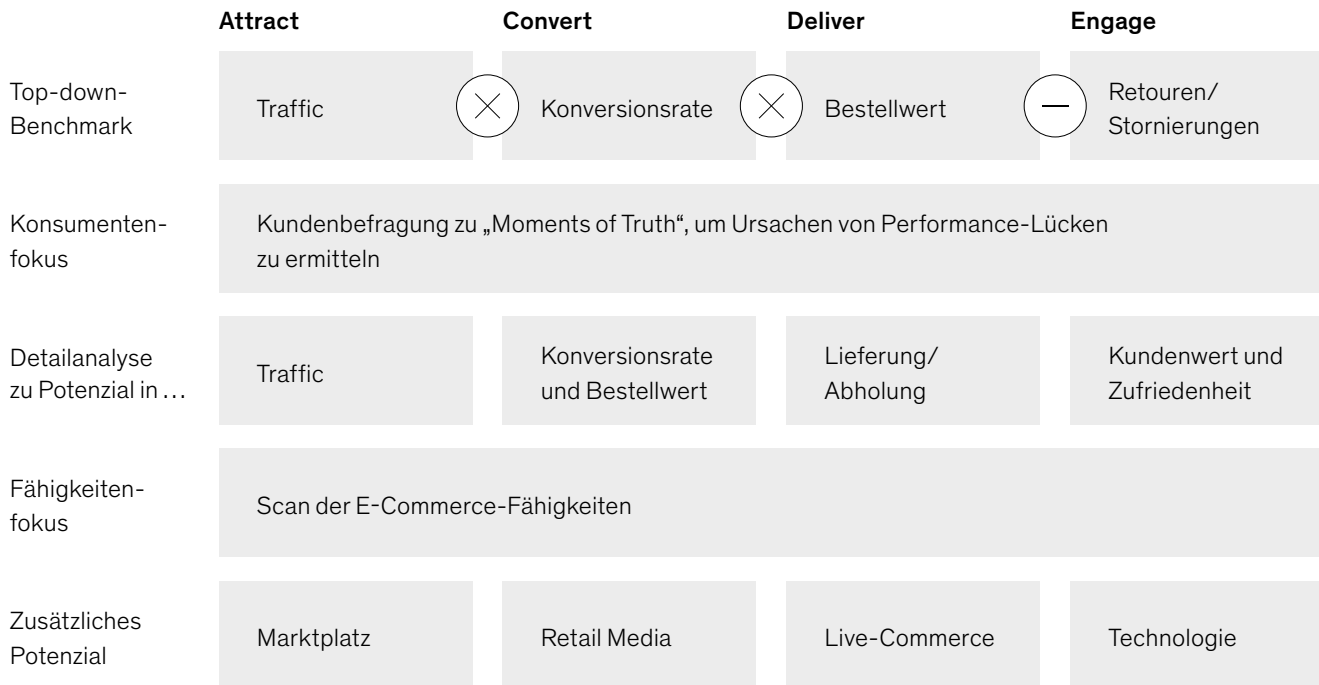 Attract Convert Deliver Engage
Top-down-
Benchmark
Traffic
Konversionsrate
Bestellwert
Retouren/
Stornierungen
Konsumenten-
fokus
Kundenbefragung zu „Moments of Truth“, um Ursachen von Performance-Lücken
zu ermitteln
Detailanalyse
zu Potenzial in …
Traffic
Konversionsrate
und Bestellwert
Lieferung/
Abholung
Kundenwert und
Zufriedenheit
Fähigkeiten-
fokus
Scan der E-Commerce-Fähigkeiten
Zusätzliches
Potenzial
Marktplatz
Retail Media
Live-Commerce
Technologie